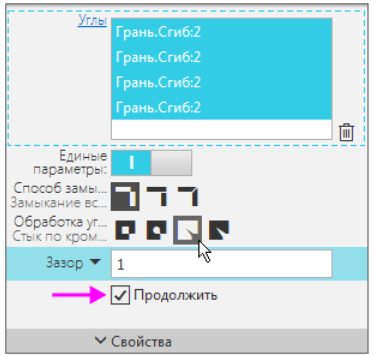 Углы
Грань.Сгиб:2
Грань.Сгиб:2
Грань.Сгиб:2
Грань.Сгиб:2
Единые
параметры:
Способ замы...
Замыкание вс...
Обработка уг...
Стык по кром...
Зазор
1
Продолжить
Свойства